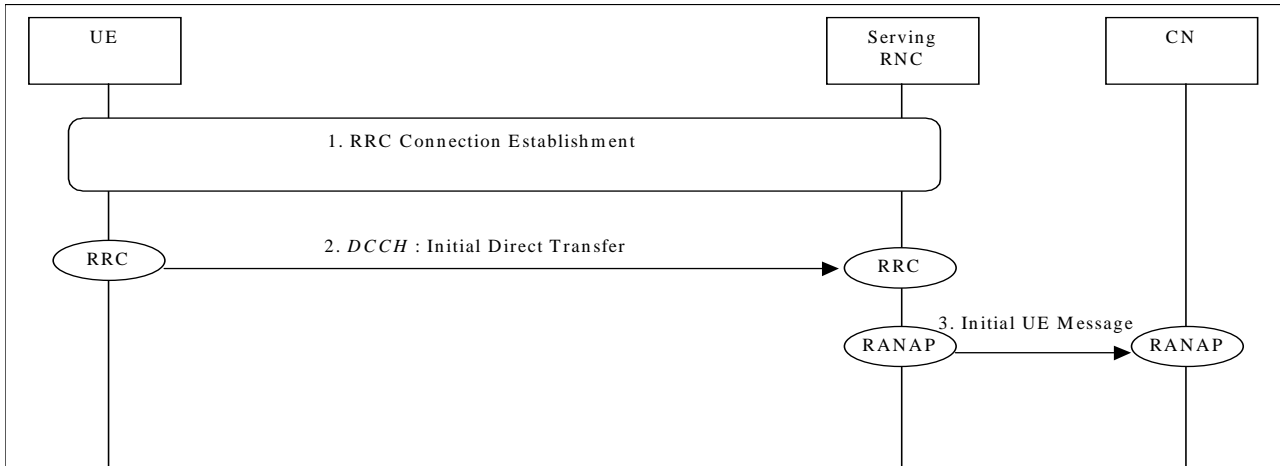 UE
Serving
RNC
CN
1. RRC Connection Establishment
2. DCCH : Initial Direct Transfer
RRC
RRC
3. Initial UE Message
RANAP
RANAP